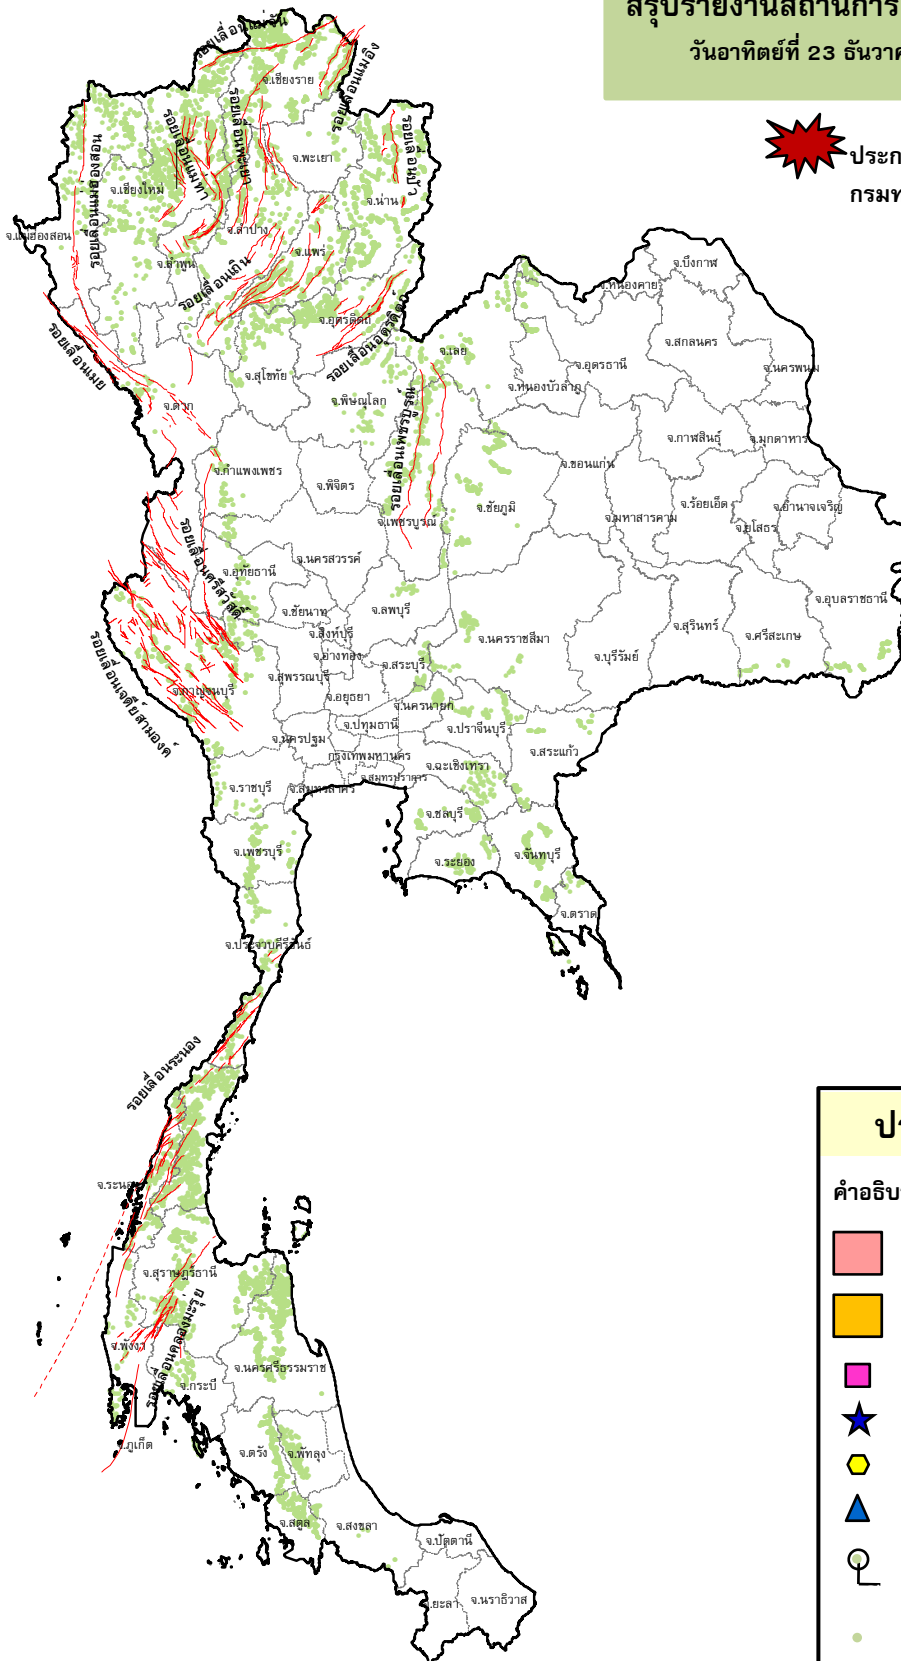 สรุปรายงานสถานการ
วันอาทิตย์ที่ 23 ธันวาค
ประก
กรมท
รอยเลื่อนแม่จัน
จ.เชียงราย
รอยเลื่อนแม่อิง
รอยเลื่อนพะเยา
รอยเลื่อนแม่ทา
รอยเลื่อนปัว
จ.พะเยา
รอยเลื่อนแม่ฮ่องสอน
จ.เชียงใหม่
จ.น่าน
จ.แม่ฮ่องสอน
จ.ลำปาง
จ.แพร่
จ.ลำพูน
รอยเลื่อนเถิน
จ.บึงกาฬ
จ.หนองคาย
จ.อุตรดิตถ์
รอยเลื่อนอุตรดิตถ์
จ.สกลนคร
จ.เลย
จ.อุดรธานี
จ.นครพนม
รอยเลื่อนเมย
จ.สุโขทัย
จ.หนองบัวลำภู
จ.ตาก
จ.พิษณุโลก
รอยเลื่อนเพชรบูรณ์
จ.กาฬสินธุ์
จ.มุกดาหาร
จ.กำแพงเพชร
จ.ขอนแก่น
จ.พิจิตร
จ.ชัยภูมิ
จ.ร้อยเอ็ด
จ.อำนาจเจริญ
จ.เพชรบูรณ์
จ.มหาสารคาม
จ.ยโสธร
รอยเลื่อนศรีสวัสดิ์
จ.นครสวรรค์
จ.อุทัยธานี
จ.อุบลราชธานี
จ.ชัยนาท
จ.ลพบุรี
จ.สิงห์บุรี
จ.นครราชสีมา
จ.สุรินทร์
จ.ศรีสะเกษ
จ.อ่างทอง
จ.บุรีรัมย์
จ.สระบุรี
จ.สุพรรณบุรี
จ.กาญจนบุรี
จ.อยุธยา
จ.นครนายก
รอยเลื่อนเจดีย์สามองค์
จ.ปทุมธานี
จ.ปราจีนบุรี
จ.นครปฐม
จ.สระแก้ว
กรุงเทพมหานคร
จ.ฉะเชิงเทรา
จ.สมุทรปราการ
จ.ราชบุรี
จ.สมุทรสาคร
จ.ชลบุรี
จ.เพชรบุรี
จ.ระยอง
จ.จันทบุรี
จ.ตราด
จ.ประจวบคีรีขันธ์
รอยเลื่อนระนอง
จ.ระนอง
จ.สุราษฎร์ธานี
รอยเลื่อนคลองมะรุ่ย
จ.พังงา
จ.นครศรีธรรมราช
จ.กระบี่
จ.ภูเก็ต
จ.ตรัง
จ.พัทลุง
จ.สตูล
จ.สงขลา
จ.ปัตตานี
จ.ยะลา
จ.นราธิวาส
ปร
คำอธิบ